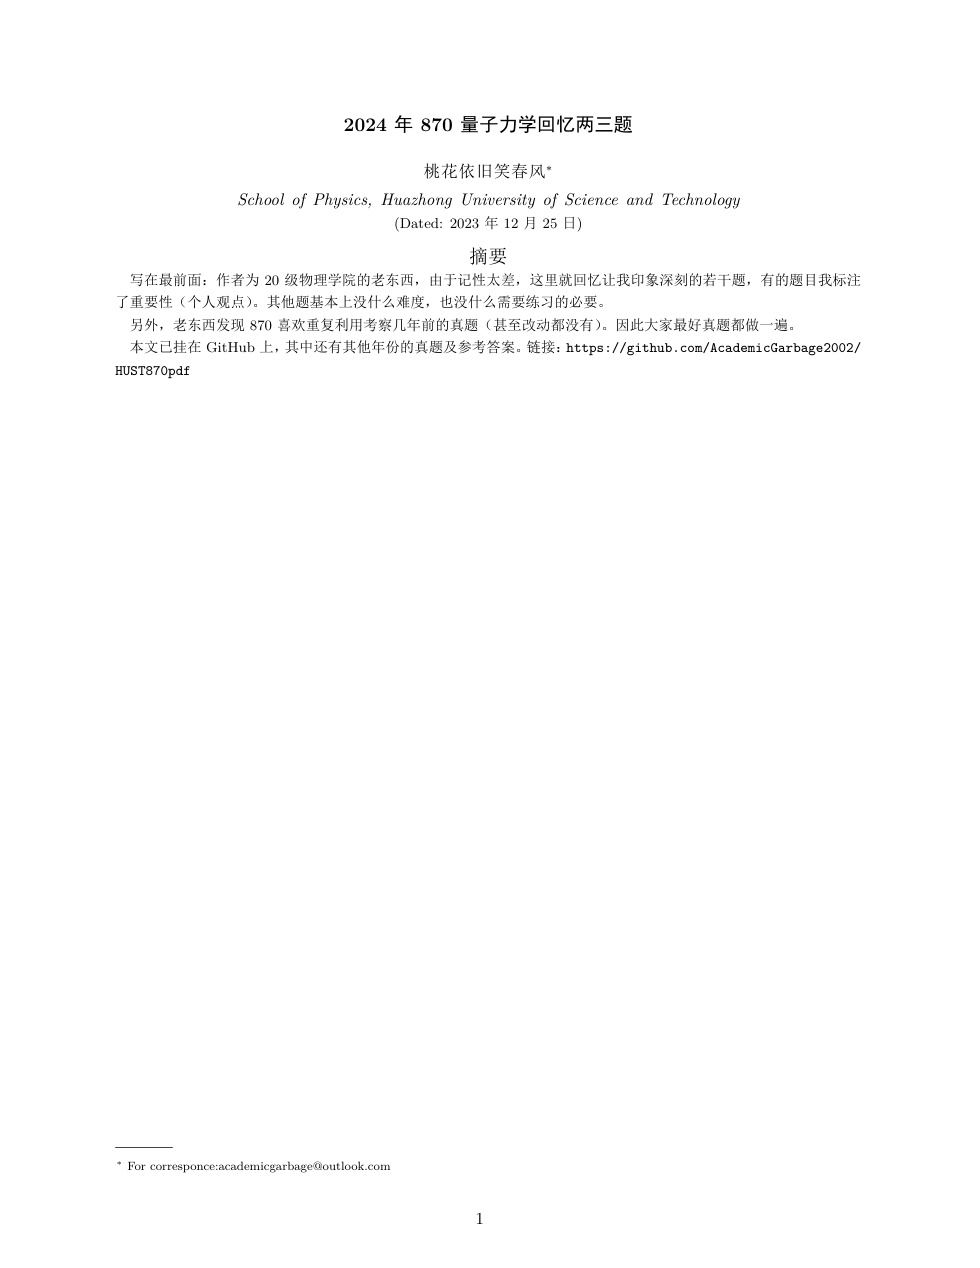 2024 年 870 量子力学回忆两三题
桃花依旧笑春风*
School of Physics, Huazhong University of Science and Technology
(Dated: 2023 年 12 月 25 日)
摘要
写在最前面：作者为 20 级物理学院的老东西，由于记性太差，这里就回忆让我印象深刻的若干题，有的题目我标注
了重要性（个人观点）。其他题基本上没什么难度，也没什么需要练习的必要。
另外，老东西发现 870 喜欢重复利用考察几年前的真题（甚至改动都没有）。因此大家最好真题都做一遍。
本文已挂在 GitHub 上，其中还有其他年份的真题及参考答案。链接：https://github.com/AcademicGarbage2002/
HUST870pdf
* For corresponce:academicgarbage@outlook.com
1